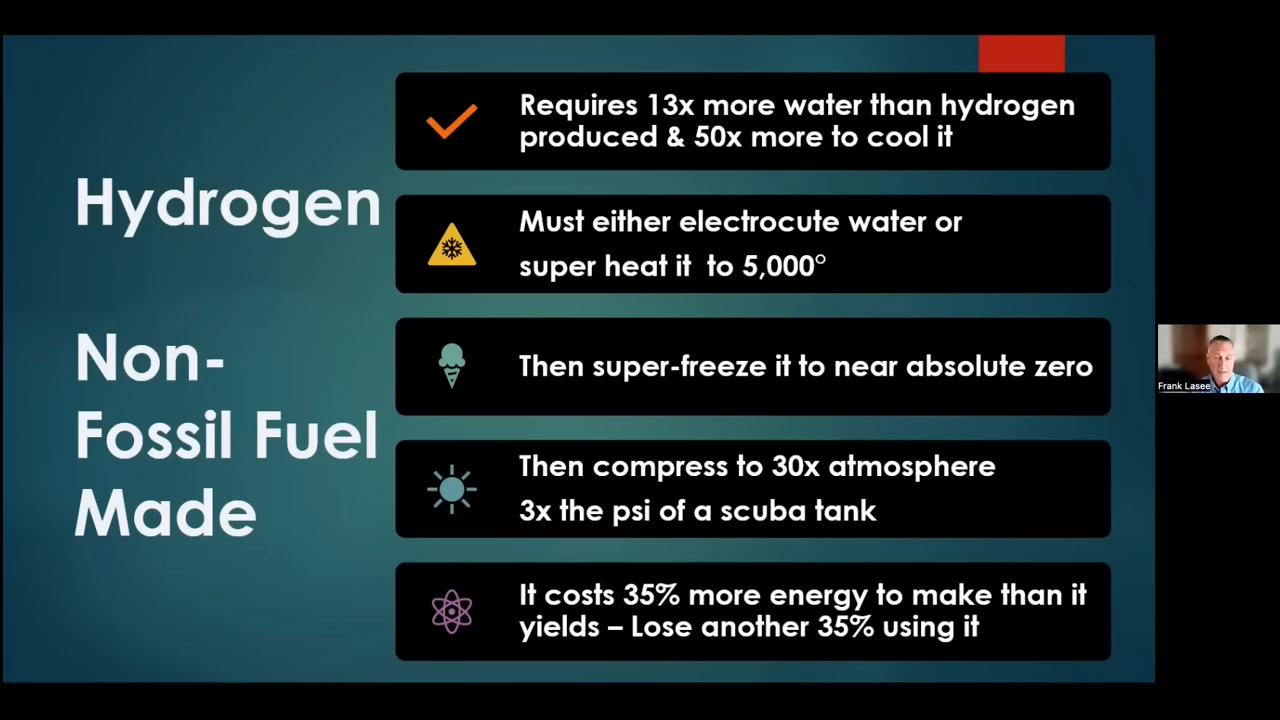 Hydrogen
Non-
Fossil Fuel
Made
Requires 13x more water than hydrogen
produced & 50x more to cool it
Must either electrocute water or
super heat it to 5,000°
Then super-freeze it to near absolute zero
Then compress to 30x atmosphere
3x the psi of a scuba tank
It costs 35% more energy to make than it
yields – Lose another 35% using it
Frank Lasee